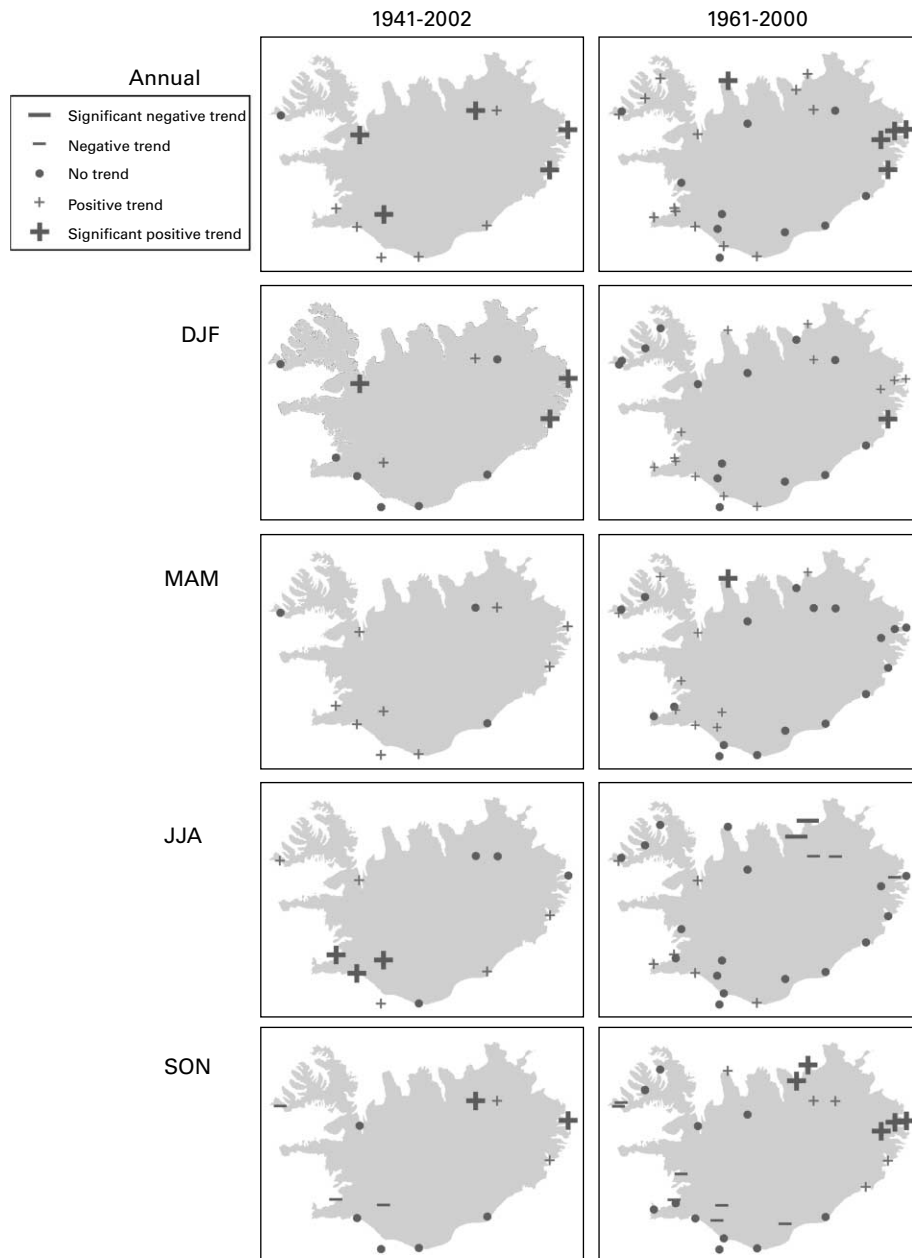 1941-2002
1961-2000
Annual
Significant negative trend
Negative trend
No trend
Positive trend
Significant positive trend
DJF
MAM
JJA
SON